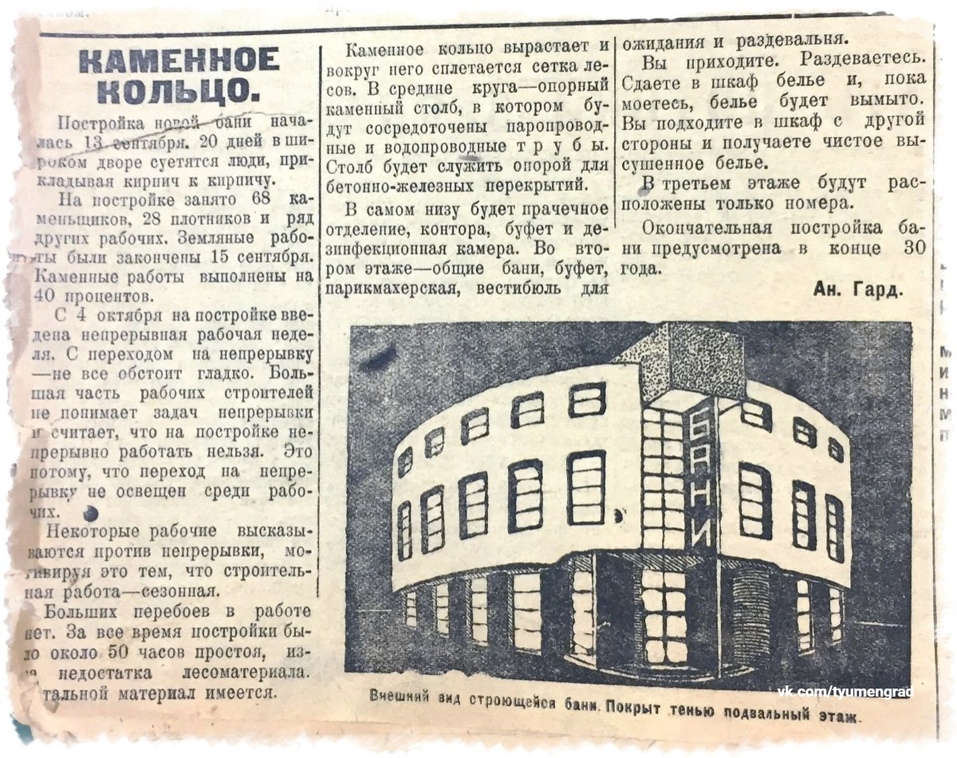 КАМЕННОЕ
КОЛЬЦО.
Постройка новой бани нача-
лась 13 сентября. 20 дней в ши-
роком дворе суетятся люди, при-
кладывая кирпич к кирпичу.
На постройке занято 68 ка-
менщиков, 28 плотников и ряд
других рабочих. Земляные рабо-
ты были закончены 15 сентября.
Каменные работы выполнены на
40 процентов.
С 4 октября на постройке вве-
дена непрерывная рабочая неде-
ля. С переходом на непрерывку
—не все обстоит гладко. Боль-
шая часть рабочих строителей
не понимает задач непрерывки
и считает, что на постройке не-
прерывно работать нельзя. Это
потому, что переход на непре-
рывку не освещен среди рабо-
чих.
Некоторые рабочие высказы-
ваются против непрерывки, мо-
тивируя это тем, что строитель-
ная работа—сезонная.
Больших перебоев в работе
нет. За все время постройки бы-
ло около 50 часов простоя, из-
недостатка лесоматериала.
тальной материал имеется.
Каменное кольцо вырастает и
вокруг него сплетается сетка ле-
сов. В средине круга—опорный
каменный столб, в котором бу-
дут сосредоточены паропровод-
ные и водопроводные трубы.
Столб будет служить опорой для
бетонно-железных перекрытий.
В самом низу будет прачечное
отделение, контора, буфет и де-
зинфекционная камера. Во вто-
ром этаже—общие бани, буфет,
парикмахерская, вестибюль для
ожидания и раздевальня.
Вы приходите. Раздеваетесь.
Сдаете в шкаф белье и, пока
моетесь, белье будет вымыто.
Вы подходите в шкаф с другой
стороны и получаете чистое вы-
сушенное белье.
В третьем этаже будут рас-
положены только номера.
Окончательная постройка ба-
ни предусмотрена в конце 30
года.
Ан. Гард.
БАНИ
vk.com/tyumengrad
Внешний вид строющейся бани. Покрыт тенью подвальный этаж.